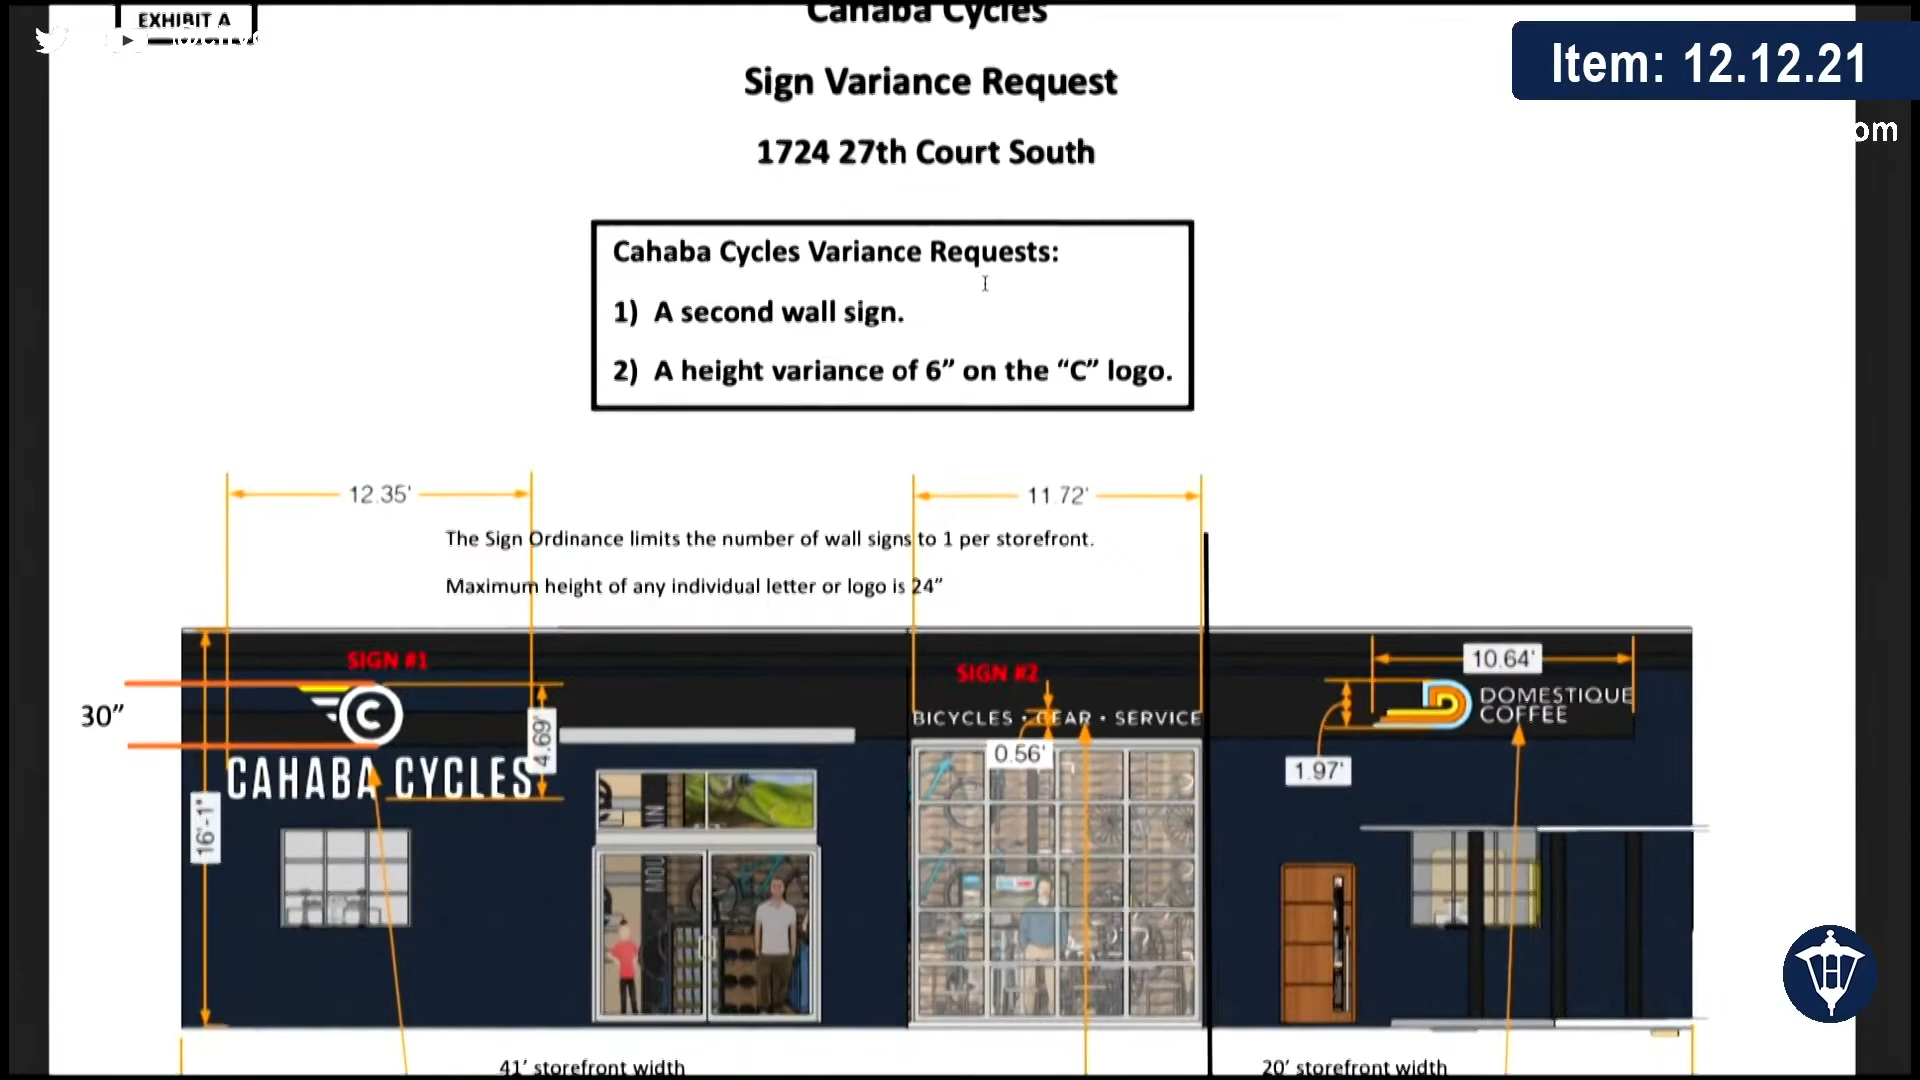 EXHIBIT A
Cahaba Cycles
Item: 12.12.21
Sign Variance Request
om
1724 27th Court South
Cahaba Cycles Variance Requests:
1) A second wall sign.
2) A height variance of 6” on the “C” logo.
12.35'
11.72'
The Sign Ordinance limits the number of wall signs to 1 per storefront.
Maximum height of any individual letter or logo is 24”
SIGN #1
SIGN #2
10.64'
30”
C
BICYCLES • GEAR • SERVICE
DOMESTIQUE
COFFEE
4.69'
0.56'
1.97'
CAHABA CYCLES
16'-1"
41’ storefront width
20’ storefront width
H